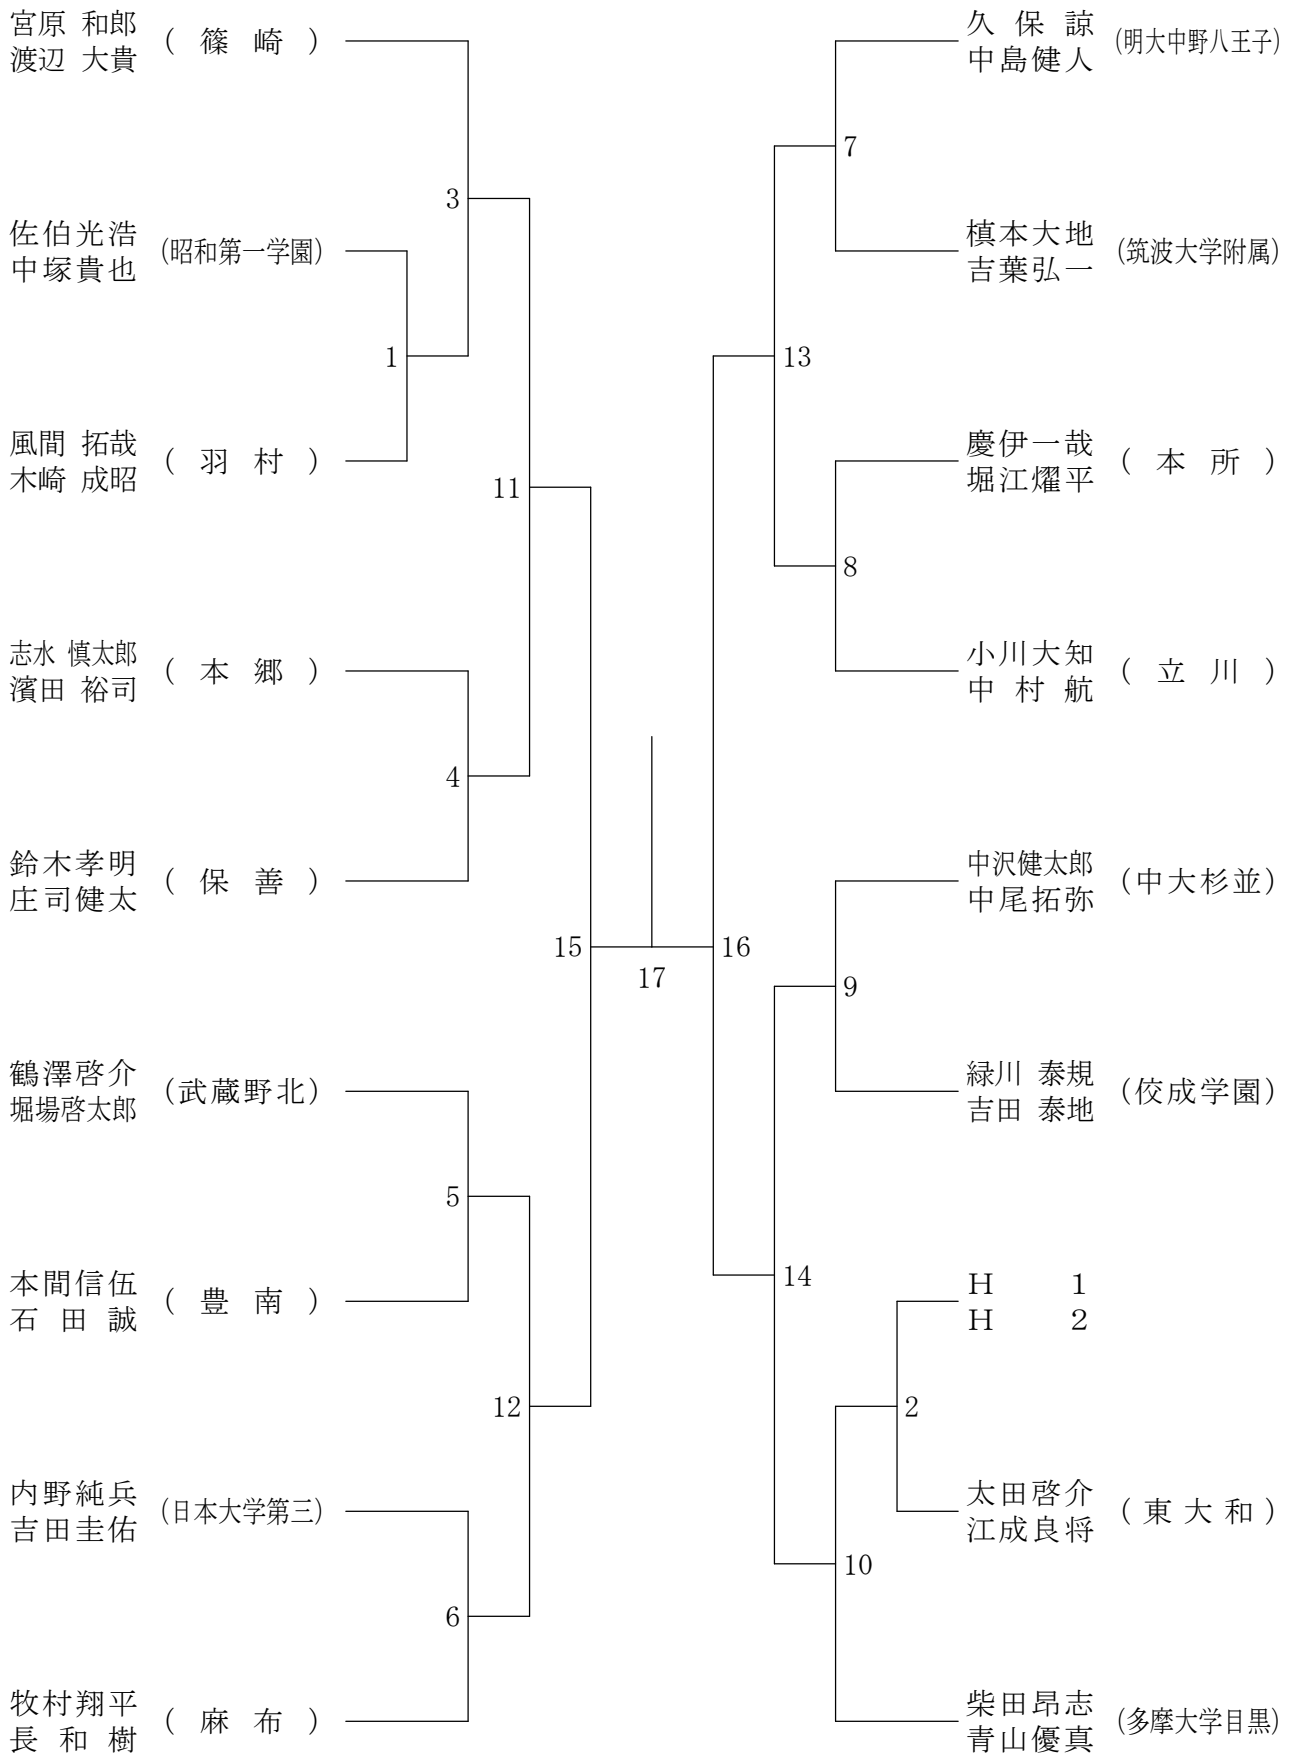 宮原 和郎
渡辺 大貴
( 篠 崎 )
3
佐伯光浩
中塚貴也
(昭和第一学園)
1
風間 拓哉
木崎 成昭
( 羽 村 )
11
志水 慎太郎
濱田 裕司
( 本 郷 )
4
鈴木孝明
庄司健太
( 保 善 )
15
17
鶴澤啓介
堀場啓太郎
(武蔵野北)
5
本間信伍
石 田 誠
( 豊 南 )
12
内野純兵
吉田圭佑
(日本大学第三)
6
牧村翔平
長 和 樹
( 麻 布 )
久 保 諒
中島健人
(明大中野八王子)
7
槙本大地
吉葉弘一
(筑波大学附属)
13
慶伊一哉
堀江燿平
( 本 所 )
8
小川大知
中 村 航
( 立 川 )
16
中沢健太郎
中尾拓弥
(中大杉並)
9
緑川 泰規
吉田 泰地
(佼成学園)
14
H 1
H 2
2
太田啓介
江成良将
( 東 大 和 )
10
柴田昂志
青山優真
(多摩大学目黒)